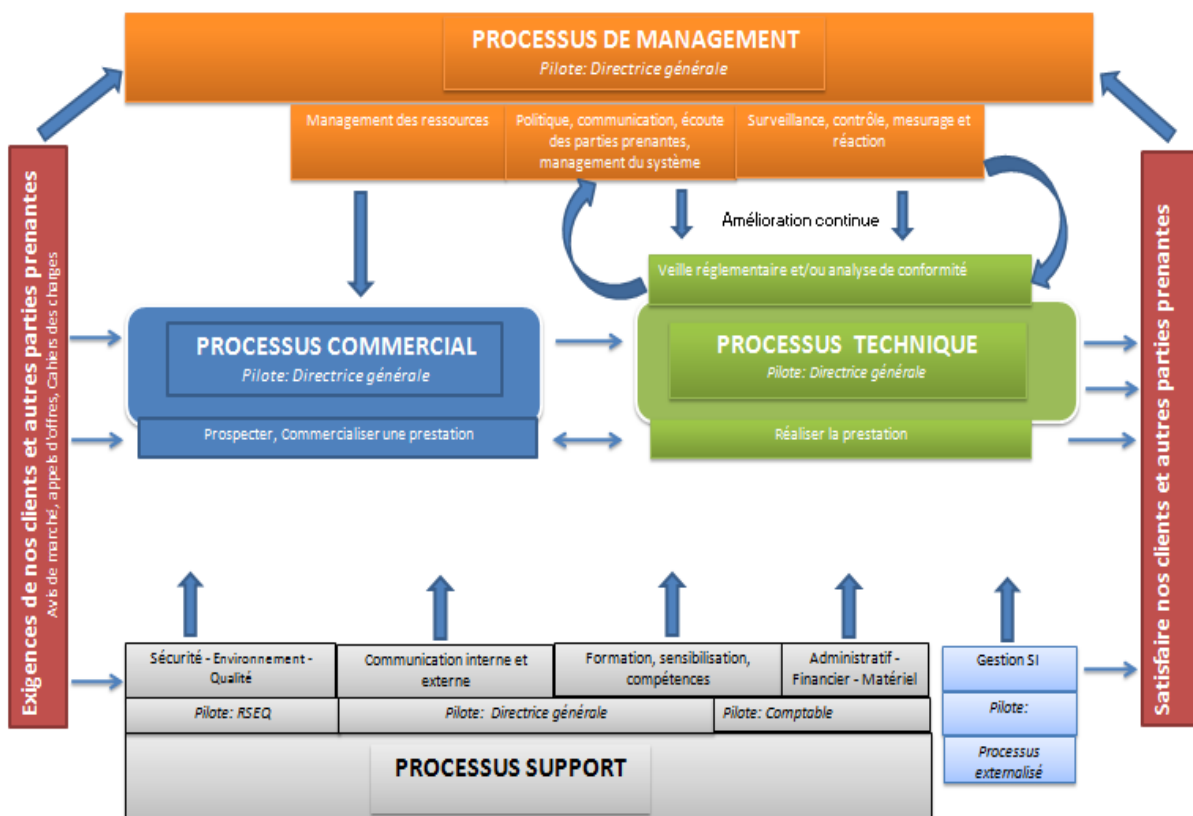 PROCESSUS DE MANAGEMENT
Pilote: Directrice générale
Management des ressources
Politique, communication, écoute
des parties prenantes,
management du système
Surveillance, contrôle, mesurage et
réaction
Amélioration continue
Exigences de nos clients et autres parties prenantes
Avis de marché, appels d'offres, Cahiers des charges
Veille réglementaire et/ou analyse de conformité
PROCESSUS COMMERCIAL
Pilote: Directrice générale
Prospecter, Commercialiser une prestation
PROCESSUS TECHNIQUE
Pilote: Directrice générale
Réaliser la prestation
Satisfaire nos clients et autres parties prenantes
Sécurité - Environnement -
Qualité
Communication interne et
externe
Formation, sensibilisation,
compétences
Administratif -
Financier - Matériel
Gestion SI
Pilote: RSEQ
Pilote: Directrice générale
Pilote: Comptable
Pilote:
Processus
externalisé
PROCESSUS SUPPORT